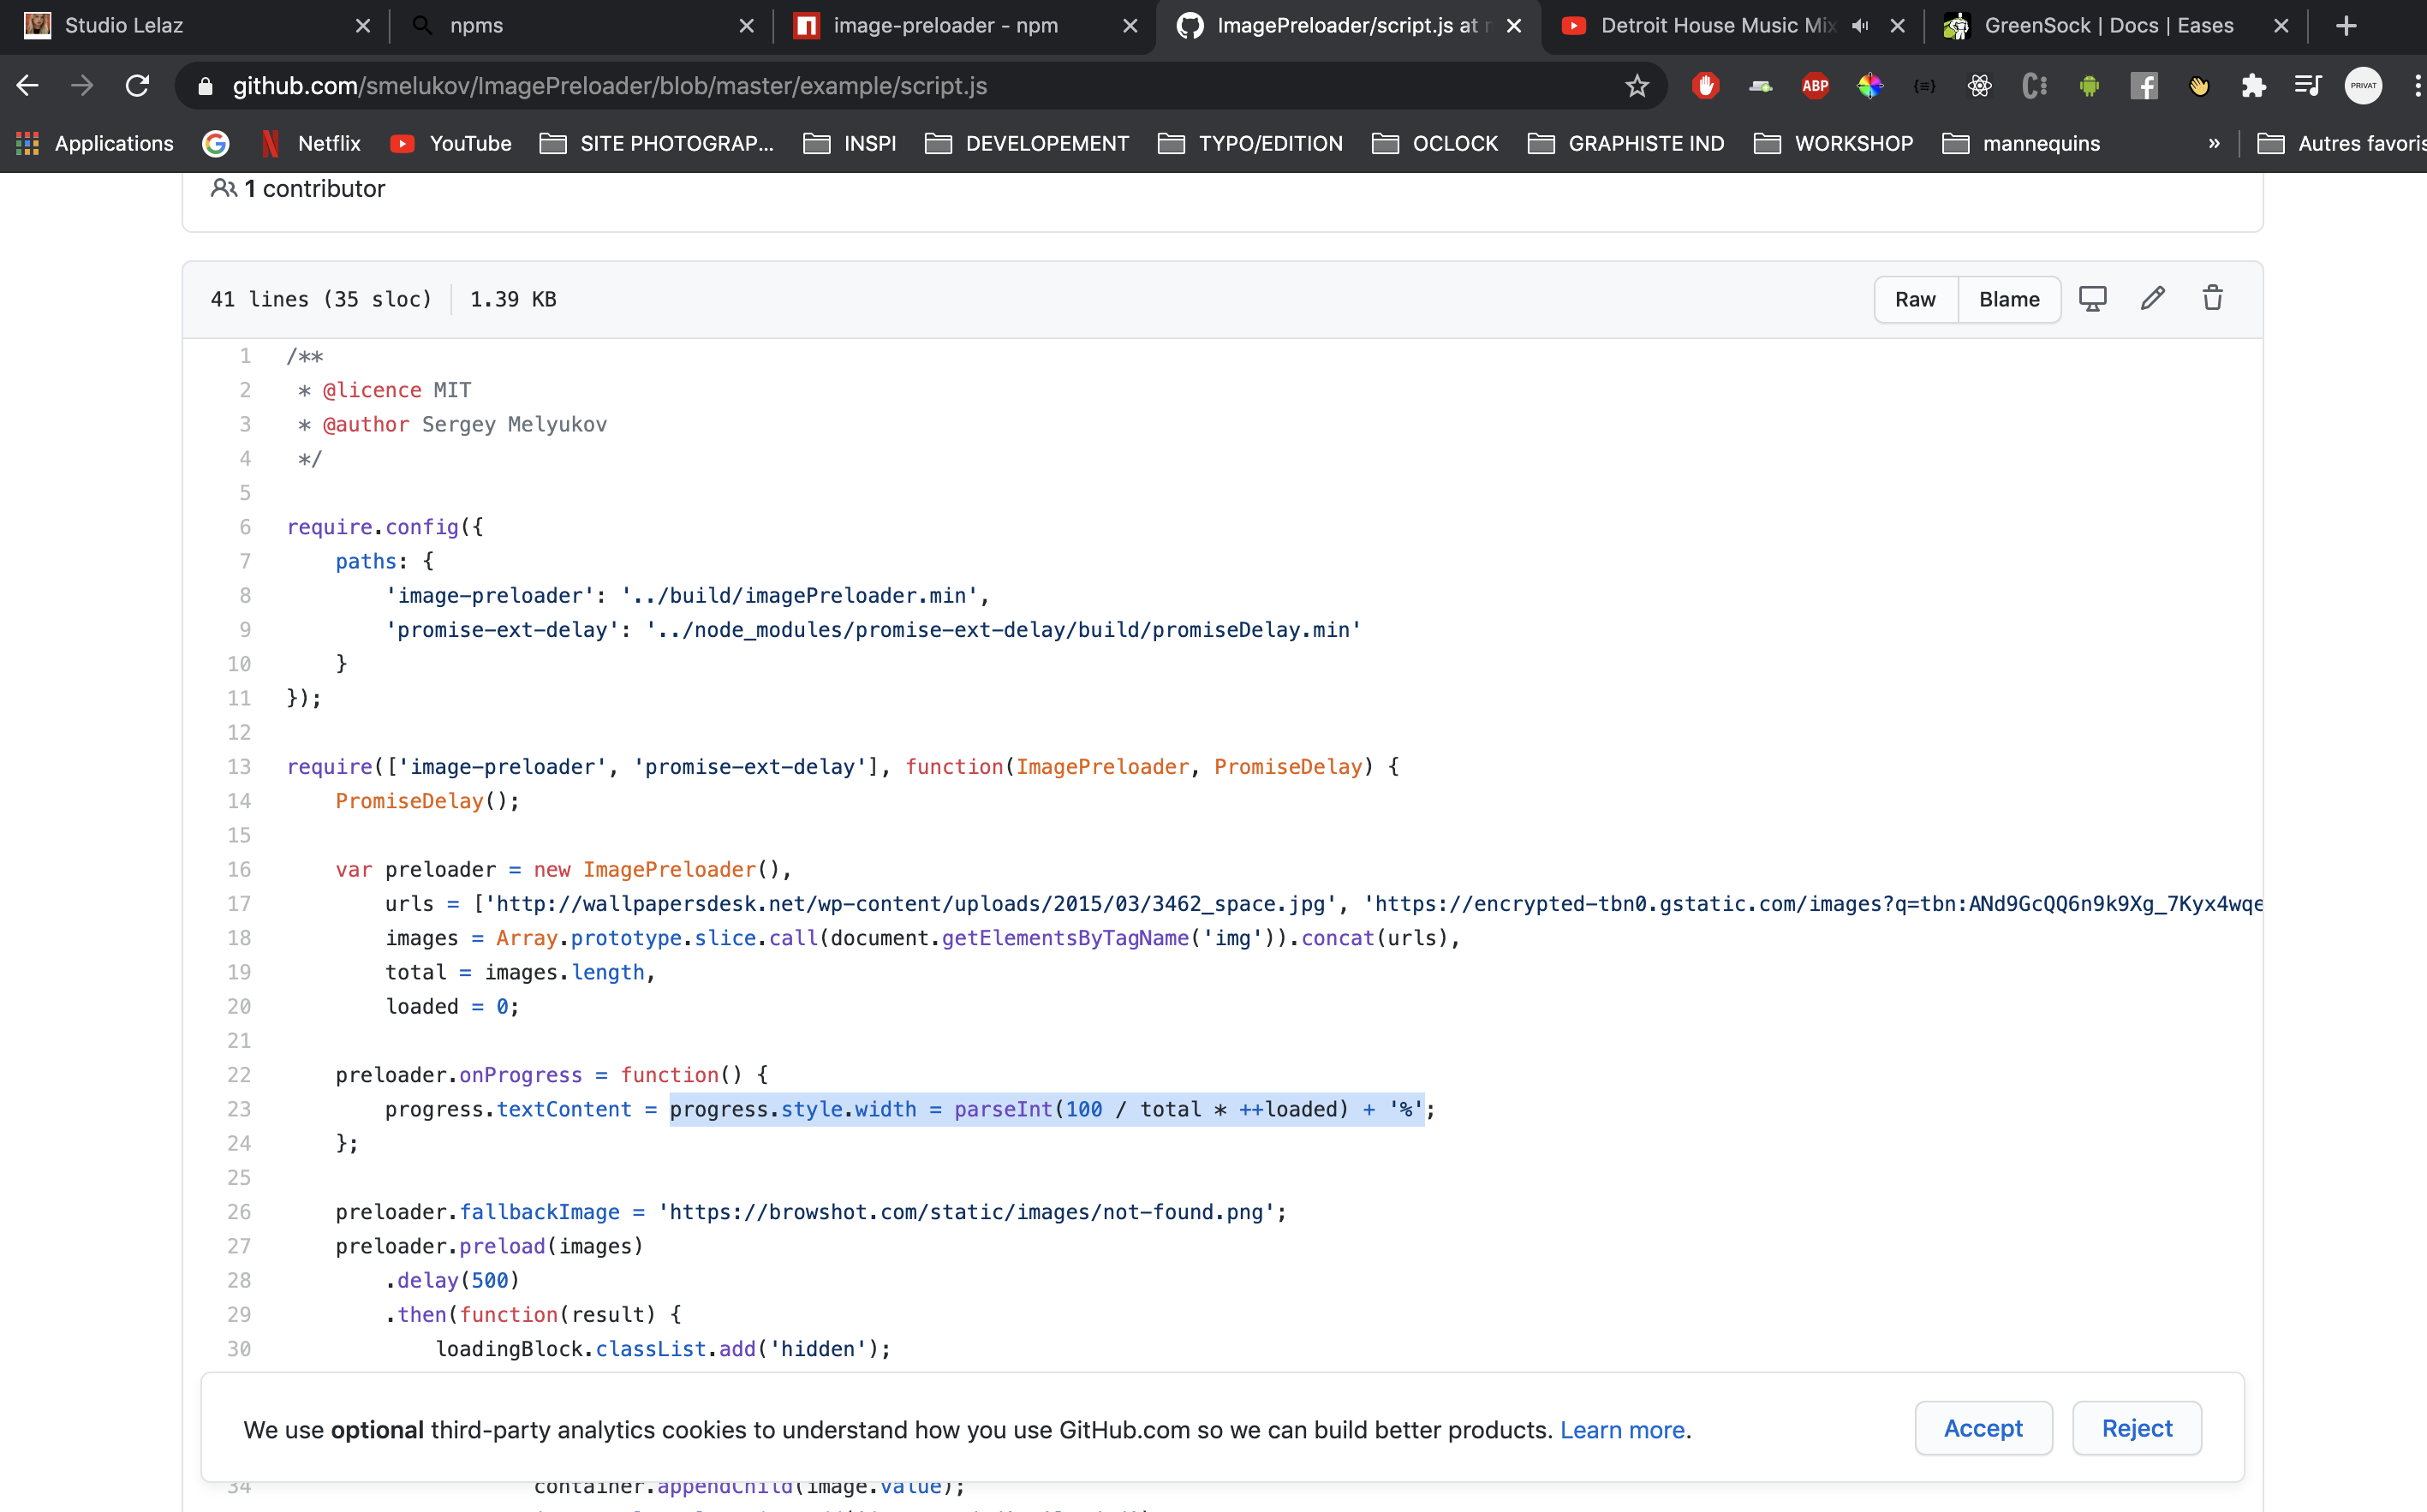 Studio Lelaz
npms
image-preloader - npm
ImagePreloader/script.js at
Detroit House Music Mix
GreenSock | Docs | Eases
github.com/smelukov/ImagePreloader/blob/master/example/script.js
ABP
PRIVAT
Applications
Netflix
YouTube
SITE PHOTOGRAP...
INSPI
DEVELOPEMENT
TYPO/EDITION
OCLOCK
GRAPHISTE IND
WORKSHOP
mannequins
»
Autres favoris
1 contributor
41 lines (35 sloc) 1.39 KB
Raw
Blame
1 /**
2  * @licence MIT
3  * @author Sergey Melyukov
4  */
5
6 require.config({
7     paths: {
8         'image-preloader': '../build/imagePreloader.min',
9         'promise-ext-delay': '../node_modules/promise-ext-delay/build/promiseDelay.min'
10     }
11 });
12
13 require(['image-preloader', 'promise-ext-delay'], function(ImagePreloader, PromiseDelay) {
14     PromiseDelay();
15
16     var preloader = new ImagePreloader(),
17         urls = ['http://wallpapersdesk.net/wp-content/uploads/2015/03/3462_space.jpg', 'https://encrypted-tbn0.gstatic.com/images?q=tbn:ANd9GcQQ6n9k9Xg_7Kyx4wqe
18         images = Array.prototype.slice.call(document.getElementsByTagName('img')).concat(urls),
19         total = images.length,
20         loaded = 0;
21
22     preloader.onProgress = function() {
23         progress.textContent = progress.style.width = parseInt(100 / total * ++loaded) + '%';
24     };
25
26     preloader.fallbackImage = 'https://browshot.com/static/images/not-found.png';
27     preloader.preload(images)
28         .delay(500)
29         .then(function(result) {
30             loadingBlock.classList.add('hidden');
We use optional third-party analytics cookies to understand how you use GitHub.com so we can build better products. Learn more.
Accept
Reject
34                     container.appendChild(image.value);